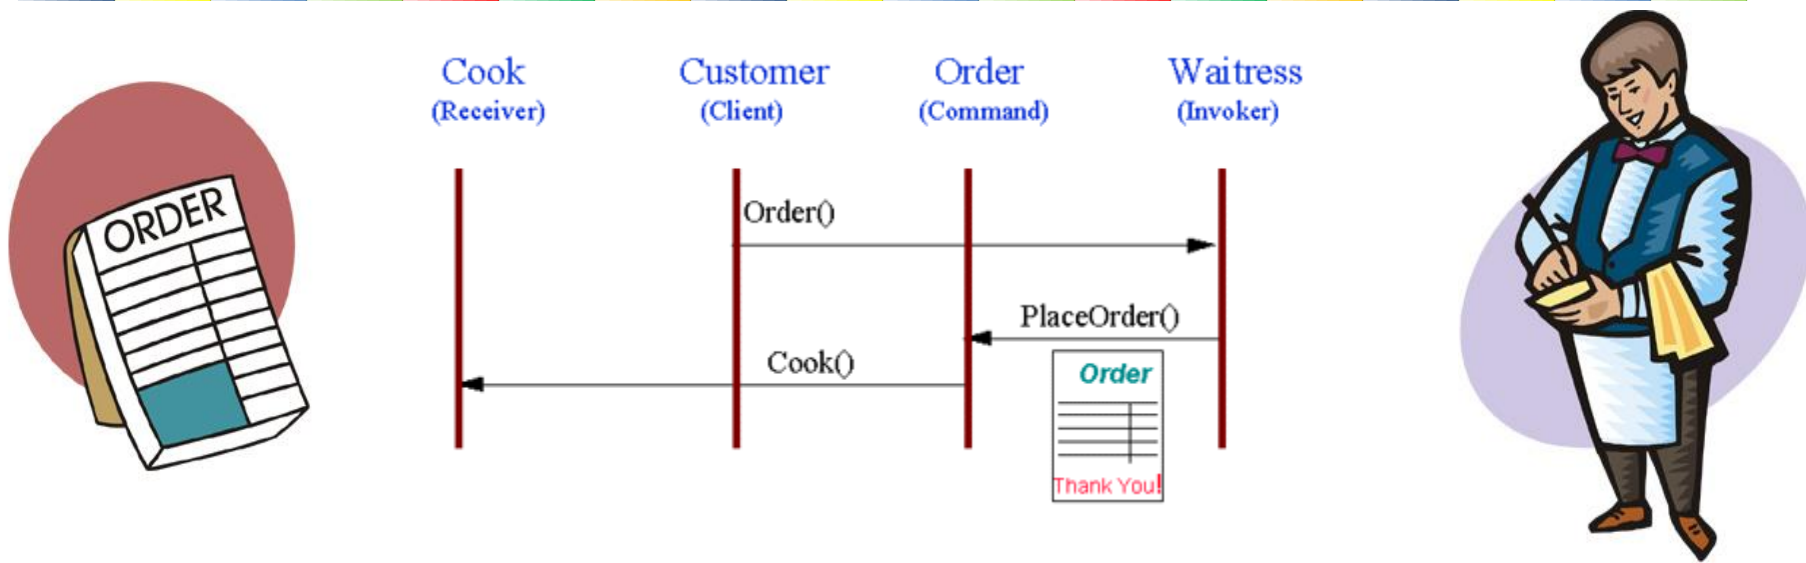 ORDER
Cook Customer Order Waitress
(Receiver) (Client) (Command) (Invoker)
Order()
PlaceOrder()
Cook()
Order
Thank You!